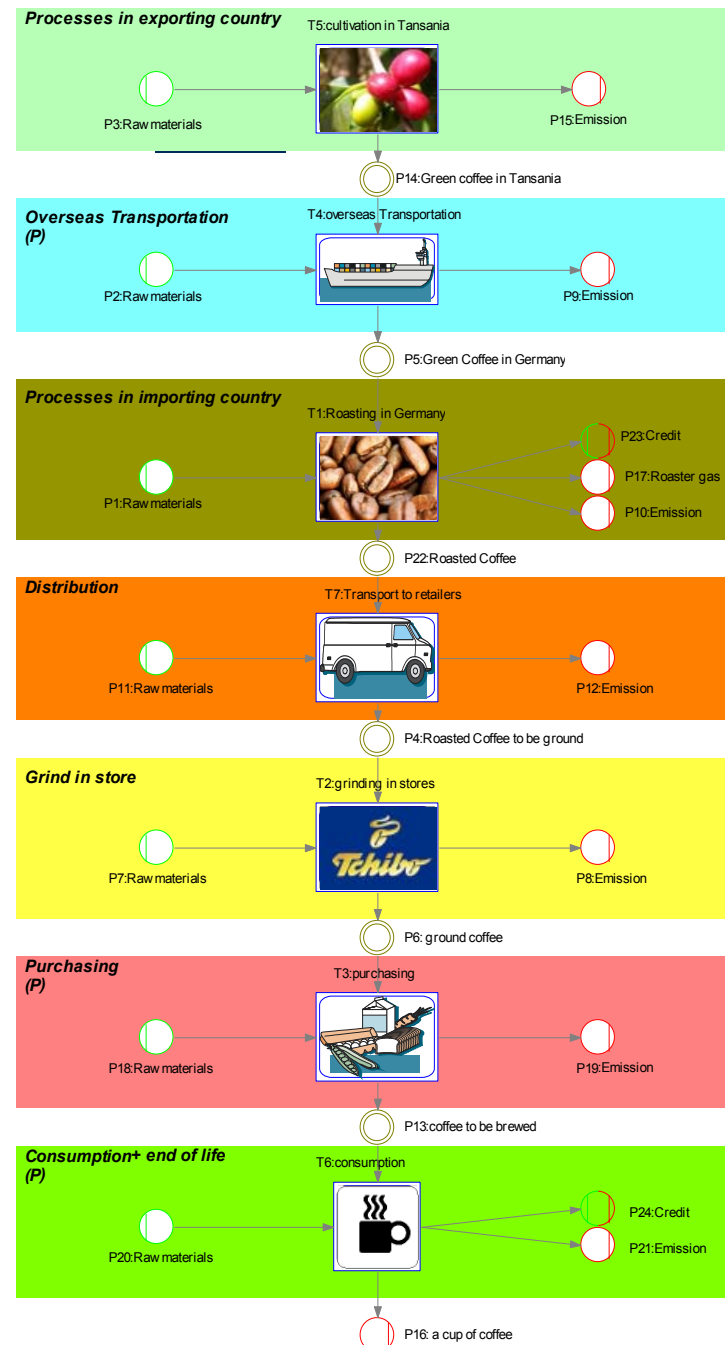 Processes in exporting country
T5:cultivation in Tansania
P3:Raw materials
P15:Emission
P14:Green coffee in Tansania
Overseas Transportation
(P)
T4:overseas Transportation
P2:Raw materials
P9:Emission
P5:Green Coffee in Germany
Processes in importing country
T1:Roasting in Germany
P23:Credit
P17:Roaster gas
P1:Raw materials
P10:Emission
P22:Roasted Coffee
Distribution
T7:Transport to retailers
P11:Raw materials
P12:Emission
P4:Roasted Coffee to be ground
Grind in store
T2:grinding in stores
Tchibo
P7:Raw materials
P8:Emission
P6: ground coffee
Purchasing
(P)
T3:purchasing
P18:Raw materials
P19:Emission
P13:coffee to be brewed
Consumption+ end of life
(P)
T6:consumption
P24:Credit
P20:Raw materials
P21:Emission
P16: a cup of coffee